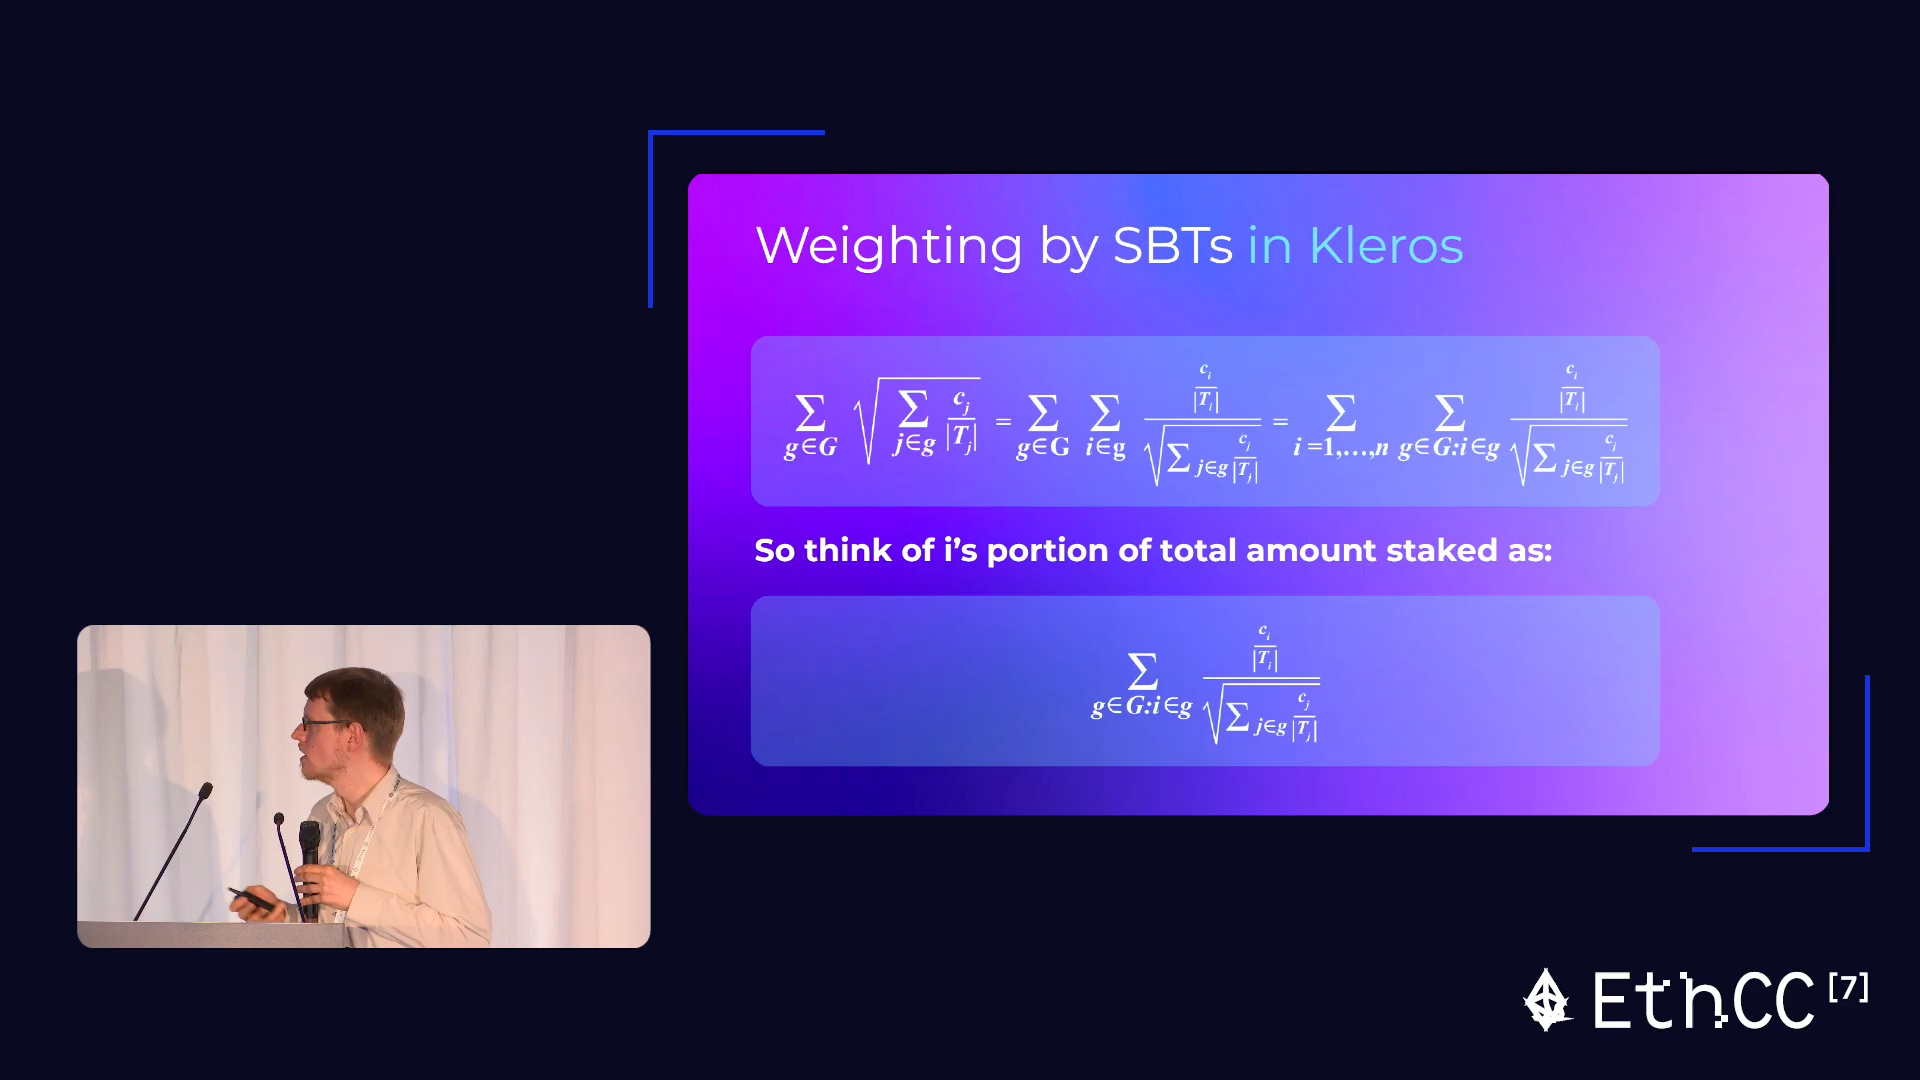 Weighting by SBTs in Kleros
∑_{g∈G} √(∑_{j∈g} c_j/|T_j|) = ∑_{g∈G} ∑_{i∈g} (c_i/|T_i|)/√(∑_{j∈g} c_i/|T_j|) = ∑_{i=1,…,n} ∑_{g∈G:i∈g} (c_i/|T_i|)/√(∑_{j∈g} c_j/|T_j|)
So think of i’s portion of total amount staked as:
∑_{g∈G:i∈g} (c_i/|T_i|)/√(∑_{j∈g} c_j/|T_j|)
EthCC [7]